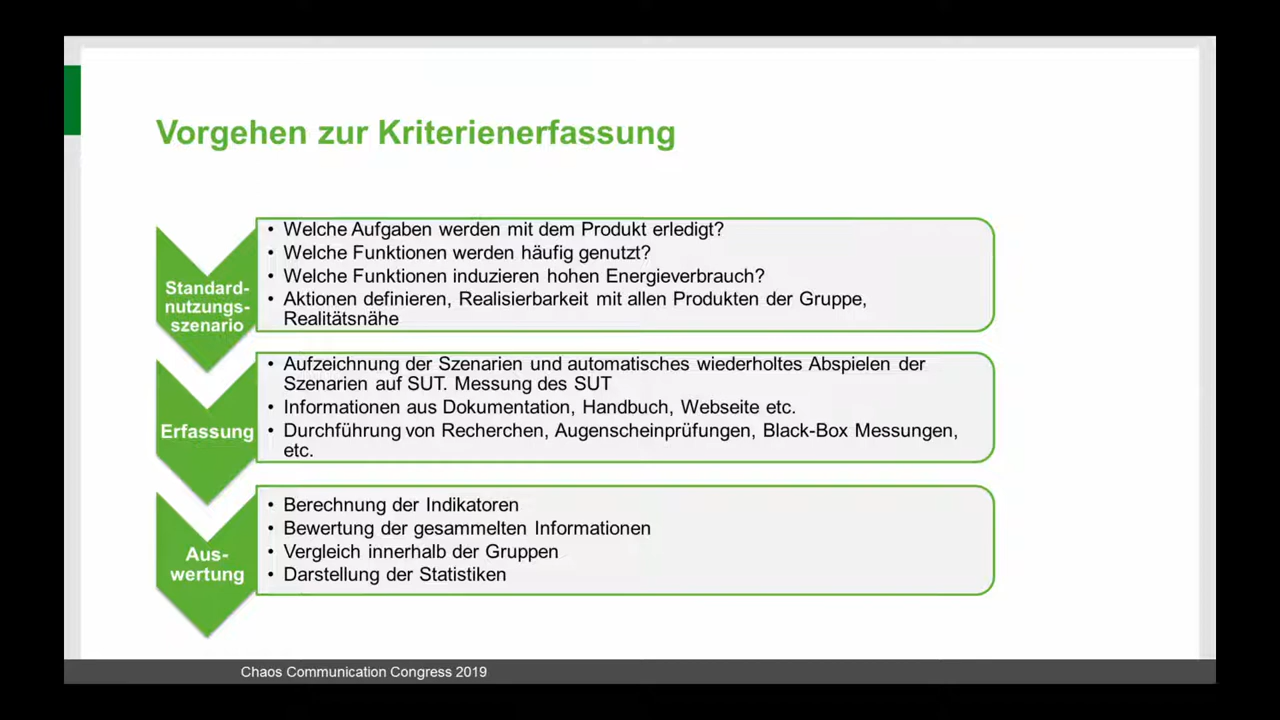 Vorgehen zur Kriterienerfassung
Standard-
nutzungs-
szenario
• Welche Aufgaben werden mit dem Produkt erledigt?
• Welche Funktionen werden häufig genutzt?
• Welche Funktionen induzieren hohen Energieverbrauch?
• Aktionen definieren, Realisierbarkeit mit allen Produkten der Gruppe,
Realitätsnähe
Erfassung
• Aufzeichnung der Szenarien und automatisches wiederholtes Abspielen der
Szenarien auf SUT. Messung des SUT
• Informationen aus Dokumentation, Handbuch, Webseite etc.
• Durchführung von Recherchen, Augenscheinprüfungen, Black-Box Messungen,
etc.
Aus-
wertung
• Berechnung der Indikatoren
• Bewertung der gesammelten Informationen
• Vergleich innerhalb der Gruppen
• Darstellung der Statistiken
Chaos Communication Congress 2019